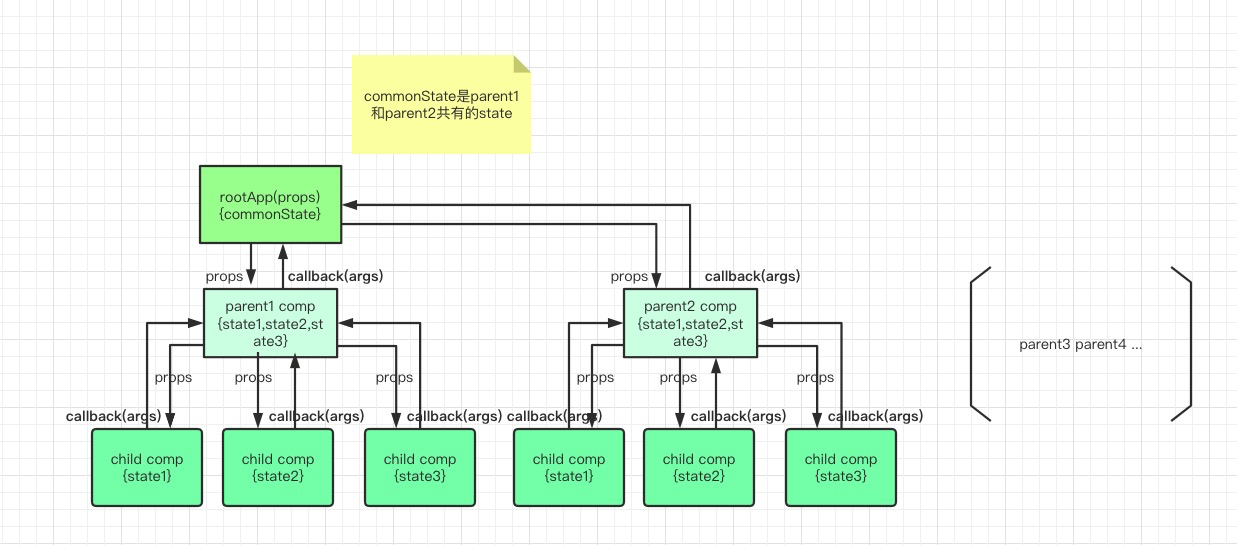 commonState是parent1
和parent2共有的state
rootApp(props)
{commonState}
props
callback(args)
props
callback(args)
parent1 comp
{state1,state2,st
ate3}
parent2 comp
{state1,state2,st
ate3}
parent3 parent4 ...
props
props
props
props
props
props
callback(args)
callback(args)
callback(args)
callback(args)
callback(args)
callback(args)
child comp
{state1}
child comp
{state2}
child comp
{state3}
child comp
{state1}
child comp
{state2}
child comp
{state3}